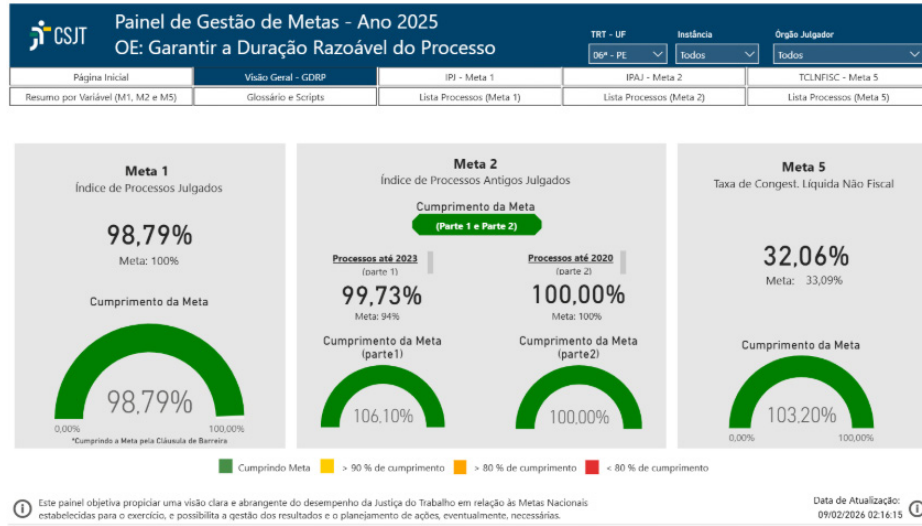 CSJT
Painel de Gestão de Metas - Ano 2025
OE: Garantir a Duração Razoável do Processo
TRT - UF
Instância
Órgão Julgador
06ª - PE
Todos
Todos
Página Inicial
Visão Geral - GDRP
IPJ - Meta 1
IPAJ - Meta 2
TCLNFISC - Meta 5
Resumo por Variável (M1, M2 e M5)
Glossário e Scripts
Lista Processos (Meta 1)
Lista Processos (Meta 2)
Lista Processos (Meta 5)
Meta 1
Índice de Processos Julgados
98,79%
Meta: 100%
Cumprimento da Meta
98,79%
0,00%
100,00%
*Cumprindo a Meta pela Cláusula de Barreira
Meta 2
Índice de Processos Antigos Julgados
Cumprimento da Meta
(Parte 1 e Parte 2)
Processos até 2023
(parte 1)
99,73%
Meta: 94%
Cumprimento da Meta
(parte1)
106,10%
Processos até 2020
(parte 2)
100,00%
Meta: 100%
Cumprimento da Meta
(parte2)
100,00%
Meta 5
Taxa de Congest. Líquida Não Fiscal
32,06%
Meta: 33,09%
Cumprimento da Meta
103,20%
0,00%
100,00%
Cumprindo Meta
> 90 % de cumprimento
> 80 % de cumprimento
< 80 % de cumprimento
Este painel objetiva propiciar uma visão clara e abrangente do desempenho da Justiça do Trabalho em relação às Metas Nacionais
estabelecidas para o exercício, e possibilita a gestão dos resultados e o planejamento de ações, eventualmente, necessárias.
Data de Atualização:
09/02/2026 02:16:15